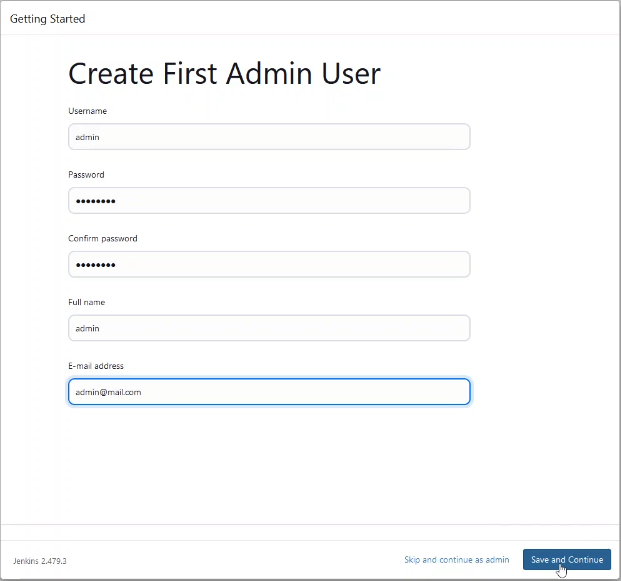 Getting Started
Create First Admin User
Username
admin
Password
••••••••
Confirm password
••••••••
Full name
admin
E-mail address
admin@mail.com
Jenkins 2.479.3
Skip and continue as admin
Save and Continue